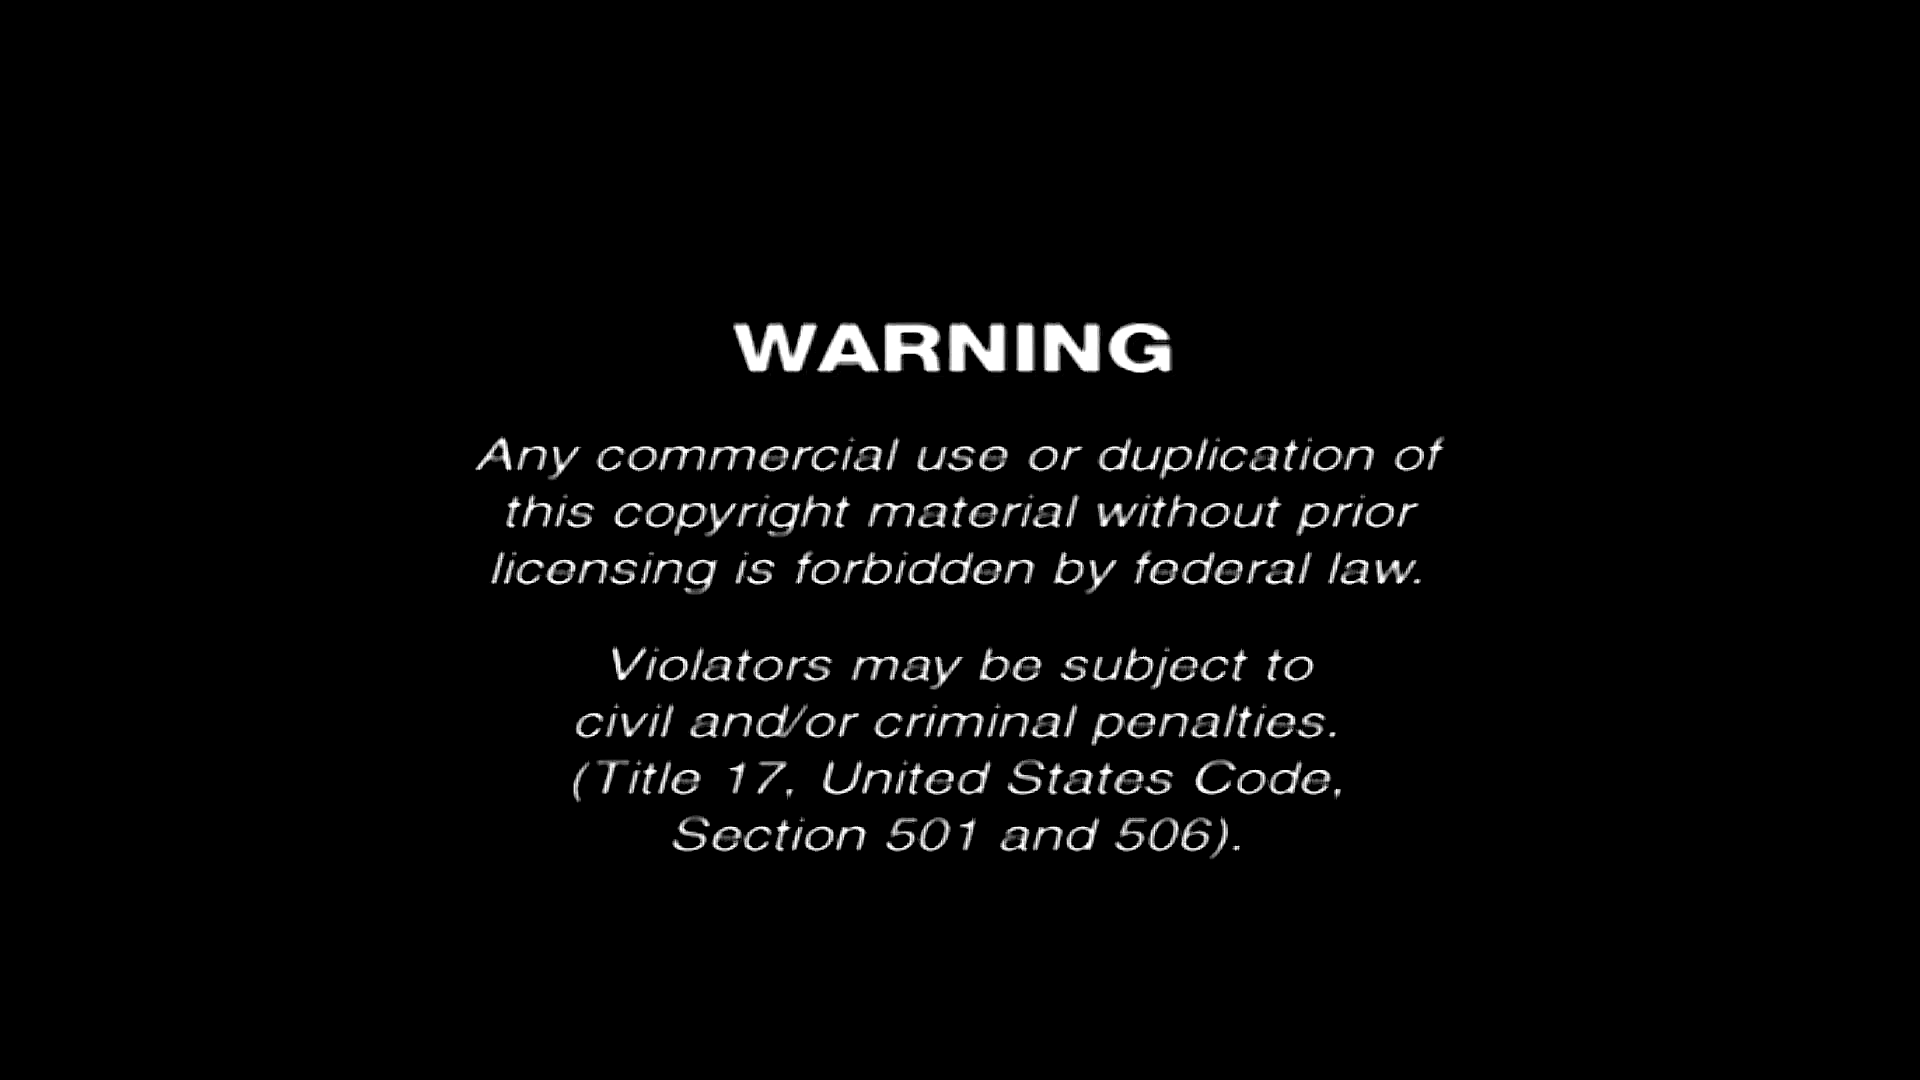 WARNING
Any commercial use or duplication of
this copyright material without prior
licensing is forbidden by federal law.
Violators may be subject to
civil and/or criminal penalties.
(Title 17, United States Code,
Section 501 and 506).